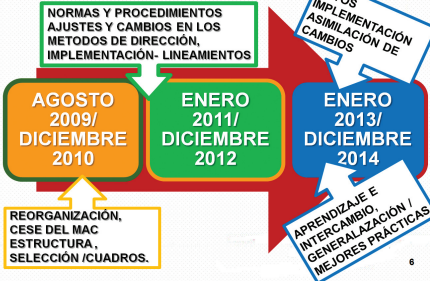 NORMAS Y PROCEDIMIENTOS
AJUSTES Y CAMBIOS EN LOS
METODOS DE DIRECCIÓN,
IMPLEMENTACIÓN- LINEAMIENTOS
IMPLEMENTACIÓN
ASIMILACIÓN DE
CAMBIOS
AGOSTO
2009/
DICIEMBRE
2010
ENERO
2011/
DICIEMBRE
2012
ENERO
2013/
DICIEMBRE
2014
REORGANIZACIÓN,
CESE DEL MAC
ESTRUCTURA ,
SELECCIÓN /CUADROS.
APRENDIZAJE E
INTERCAMBIO,
GENERALAZACIÓN /
MEJORES PRÁCTICAS
6